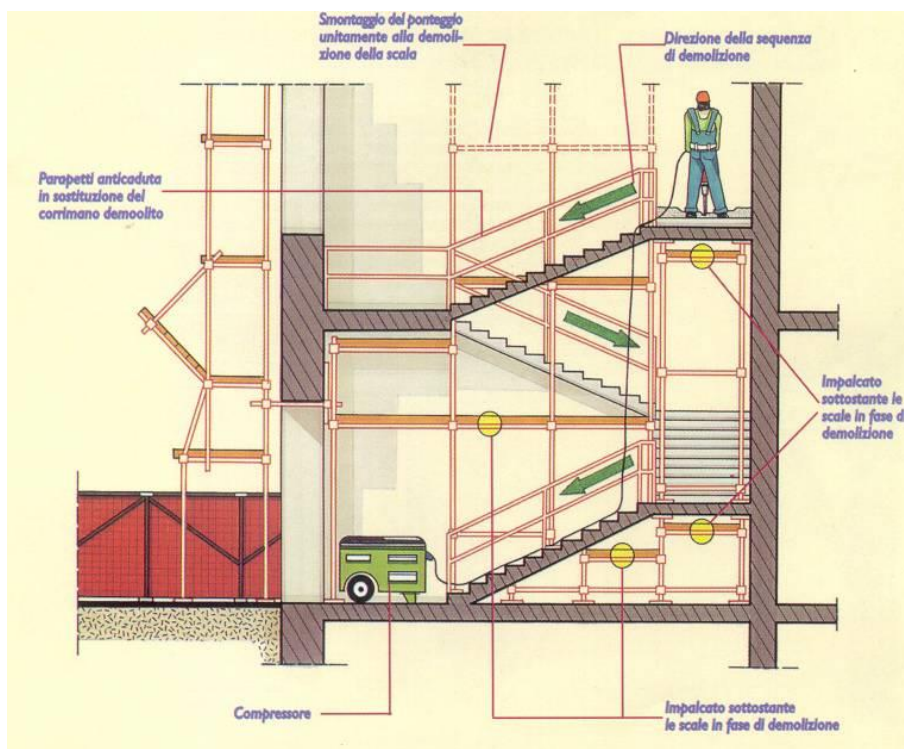 Smontaggio del ponteggio
unitamente alla demoli-
zione della scala
Direzione della sequenza
di demolizione
Parapetti anticaduta
in sostituzione del
corrimano demoolito
Impalcato
sottostante le
scale in fase di
demolizione
Compressore
Impalcato sottostante
le scale in fase di demolizione